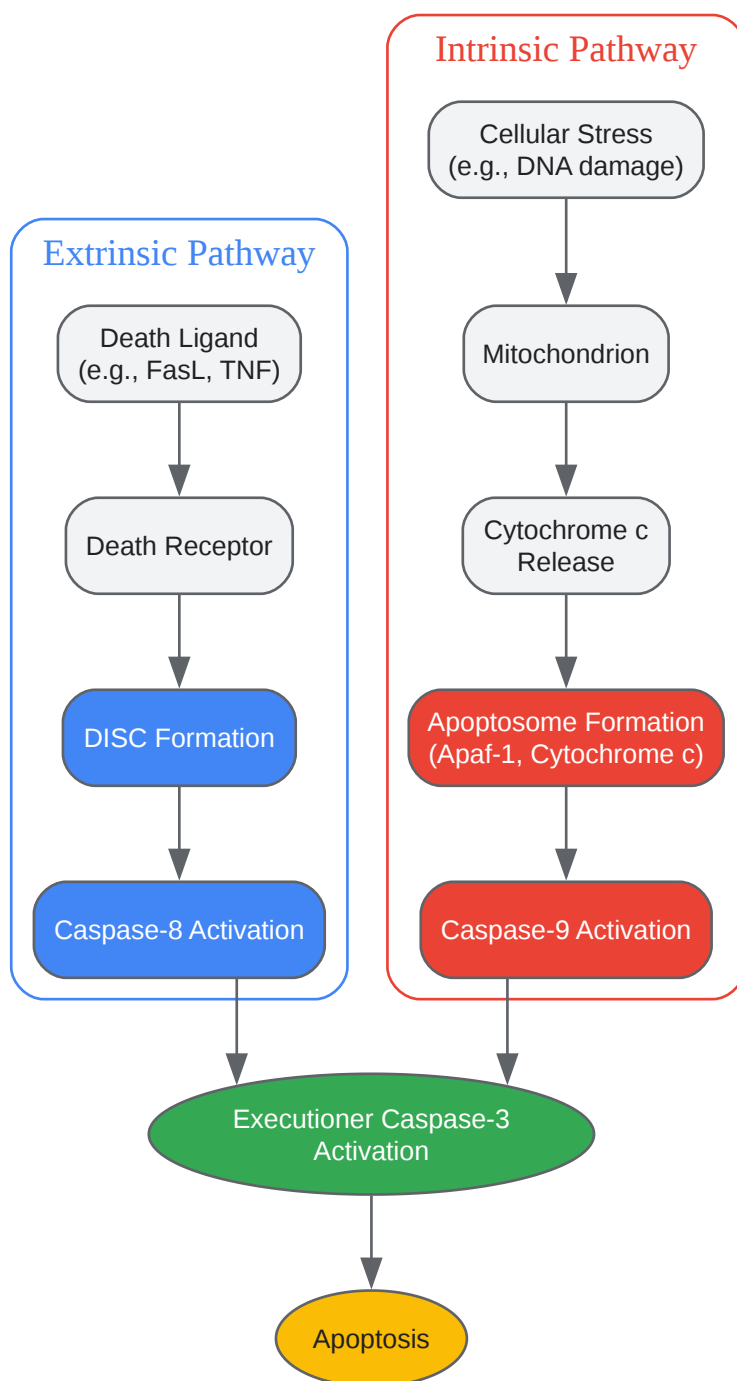 Intrinsic Pathway
Cellular Stress
(e.g., DNA damage)
Mitochondrion
Cytochrome c
Release
Apoptosome Formation
(Apaf-1, Cytochrome c)
Caspase-9 Activation
Extrinsic Pathway
Death Ligand
(e.g., FasL, TNF)
Death Receptor
DISC Formation
Caspase-8 Activation
Executioner Caspase-3
Activation
Apoptosis